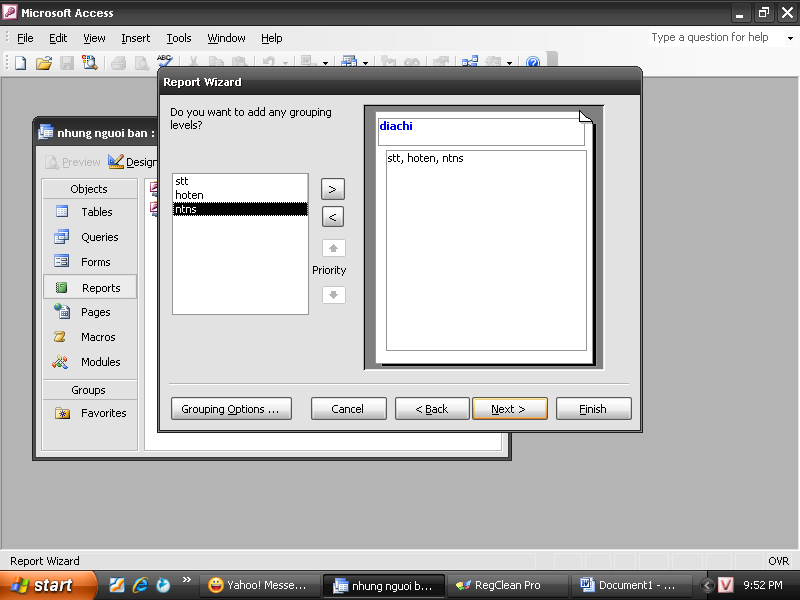 Microsoft Access
File Edit View Insert Tools Window Help
Type a question for help
Report Wizard
Do you want to add any grouping
levels?
diachi
stt, hoten, ntns
stt
hoten
ntns
>
<
Priority
Grouping Options ...
Cancel
< Back
Next >
Finish
nhung nguoi ban :
Preview Design
Objects
Tables
Queries
Forms
Reports
Pages
Macros
Modules
Groups
Favorites
Report Wizard
OVR
start
Yahoo! Messe...
nhung nguoi b...
RegClean Pro
Document1 - ...
V
9:52 PM